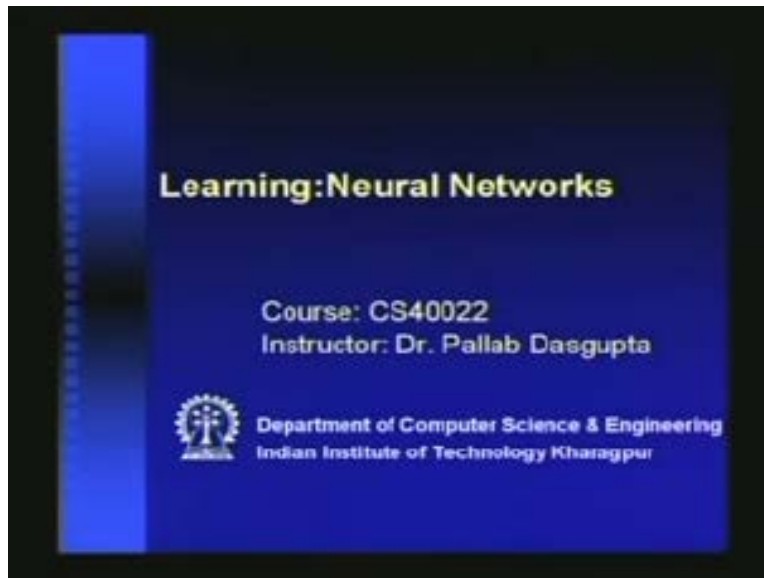 Learning:Neural Networks
Course: CS40022
Instructor: Dr. Pallab Dasgupta
Department of Computer Science & Engineering
Indian Institute of Technology Kharagpur